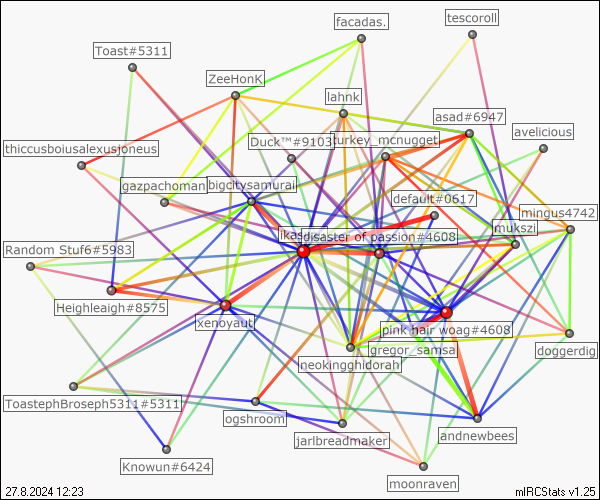 facadas.
tescoroll
Toast#5311
ZeeHonK
lahnk
asad#6947
avelicious
Duck™#9103
turkey_mcnugget
thiccusboiusalexusjoneus
gazpachoman
bigcitysamurai
default#0617
mingus4742
mukszi
disaster of passion#4608
Random Stuf6#5983
Heighleaigh#8575
xenoyaut
pink hair woag#4608
gregor_samsa
doggerdig
neokingghidorah
ToastephBroseph5311#5311
ogshroom
andnewbees
jarlbreadmaker
Knowun#6424
moonraven
27.8.2024 12:23
mIRCStats v1.25